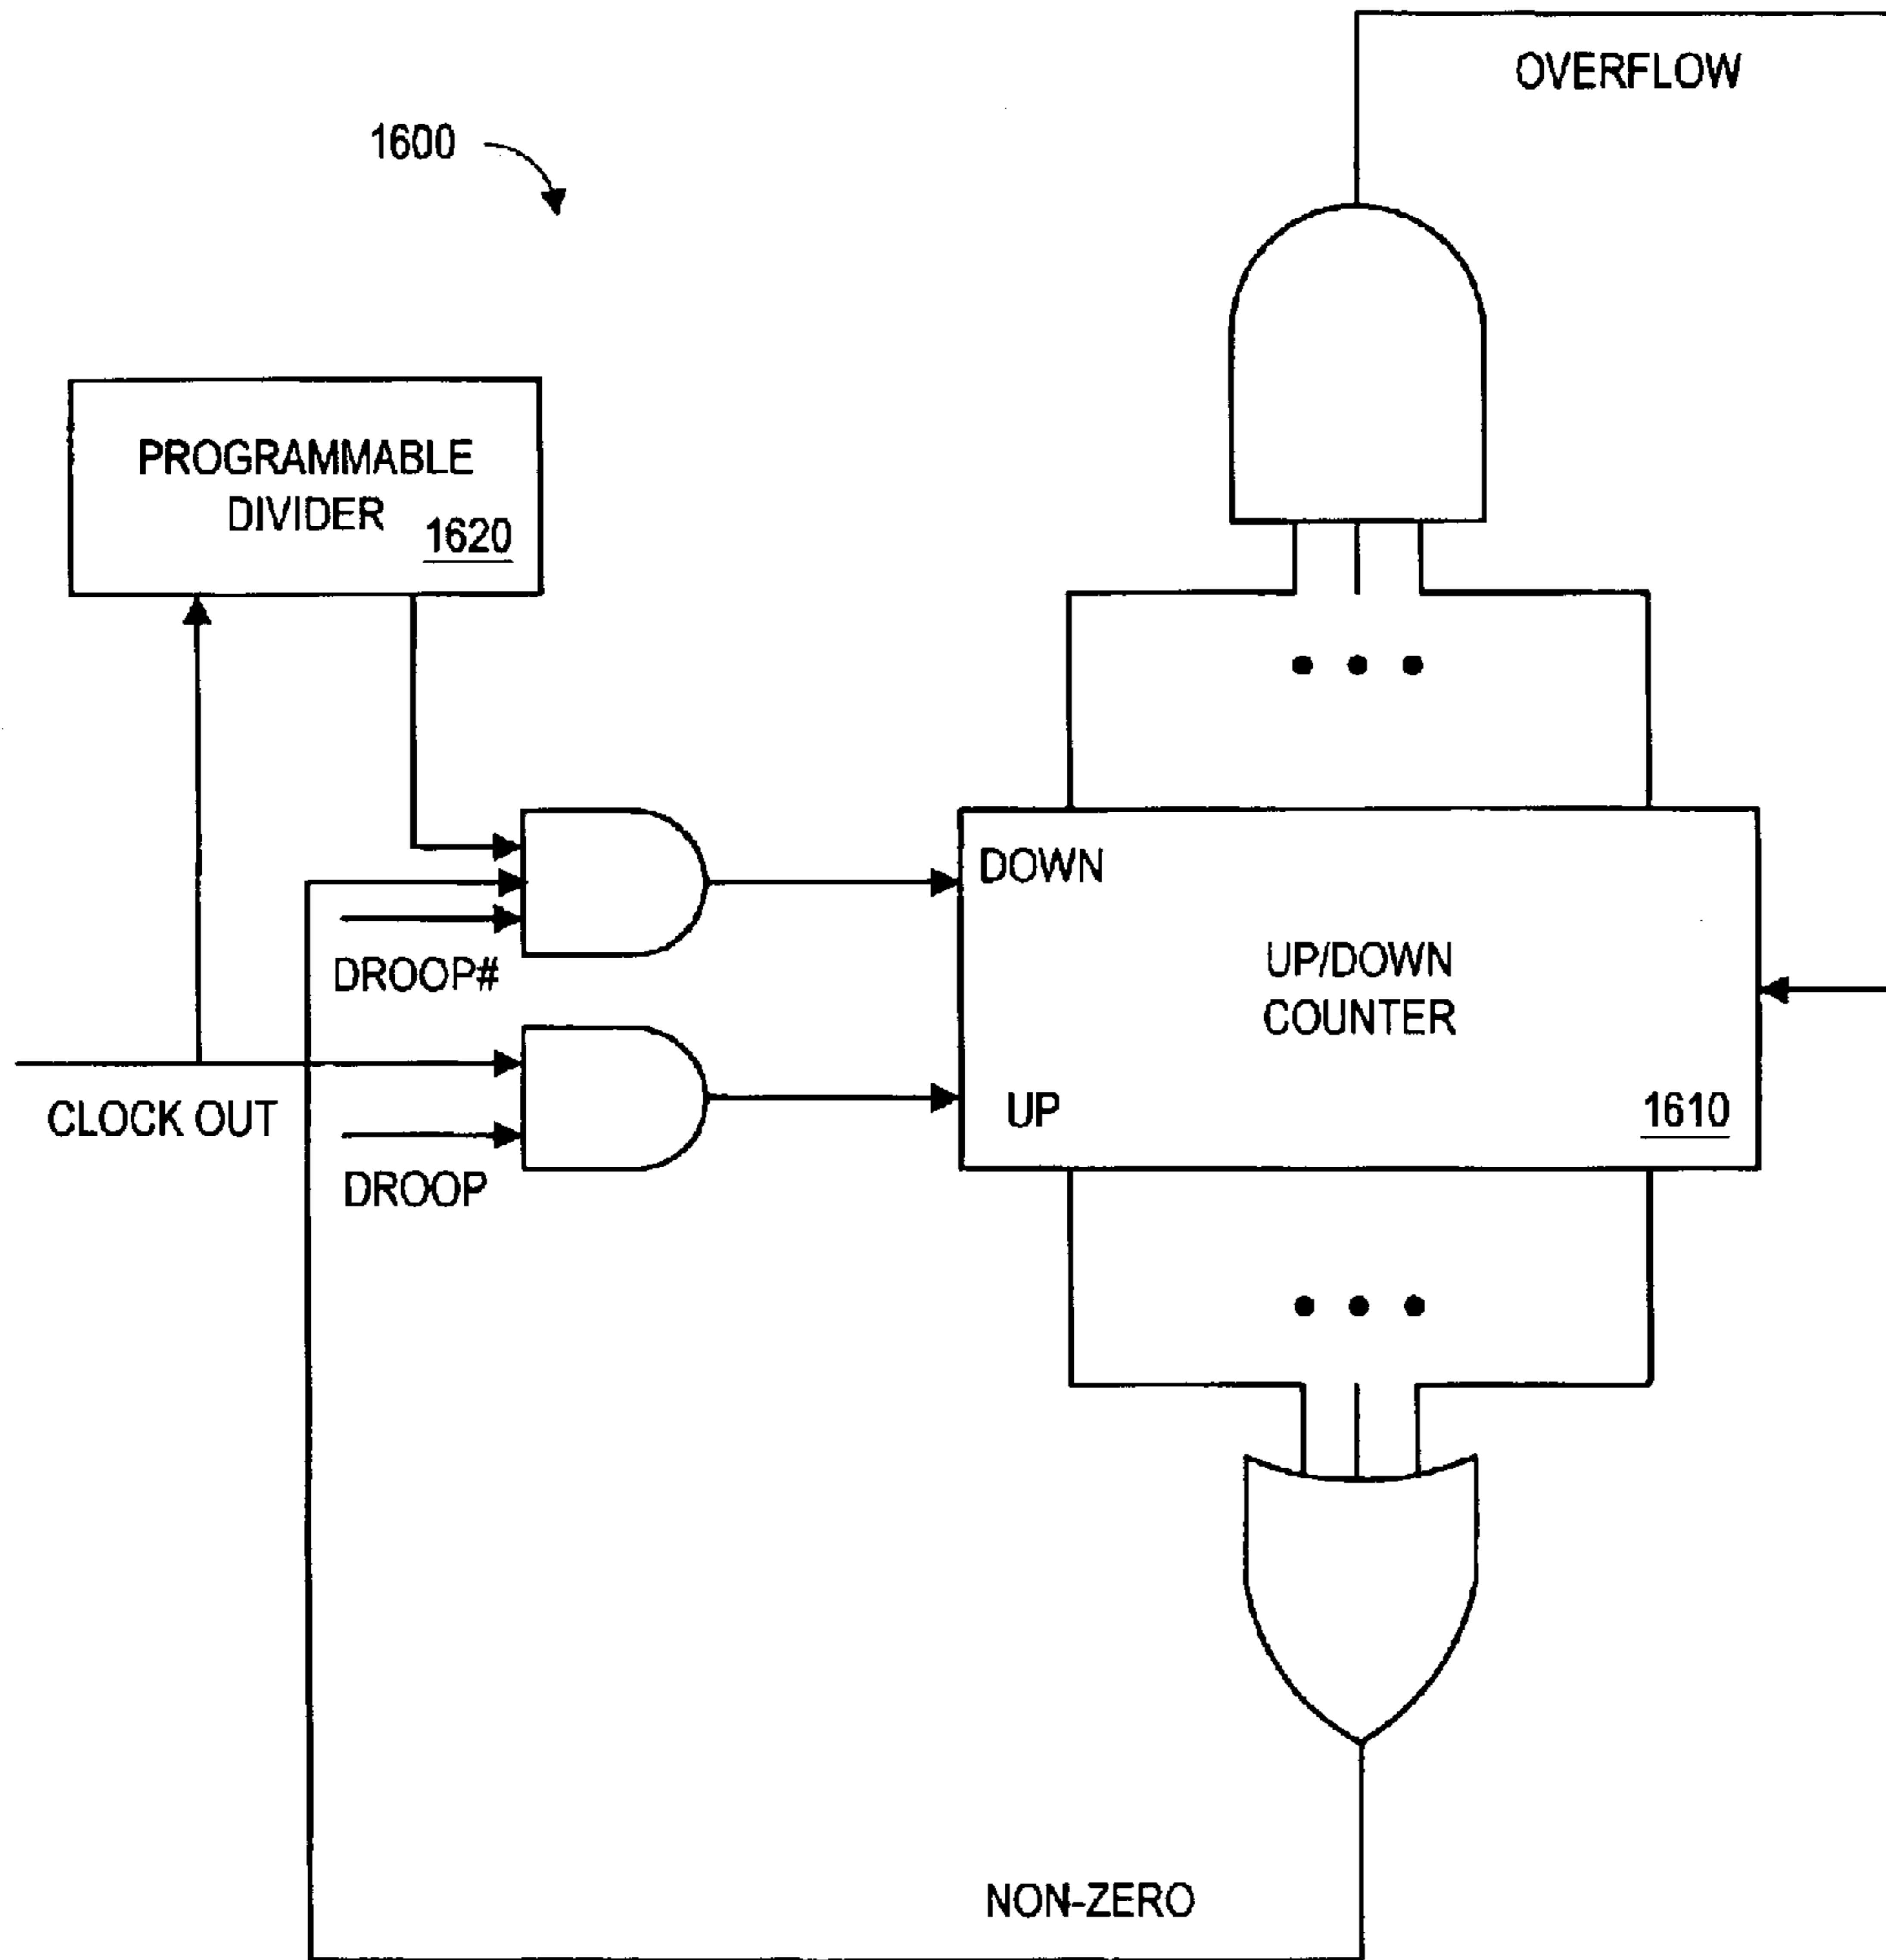 OVERFLOW
1600
PROGRAMMABLE
DIVIDER
1620
DOWN
DROOP#
UP/DOWN
COUNTER
CLOCK OUT
UP
1610
DROOP
NON-ZERO